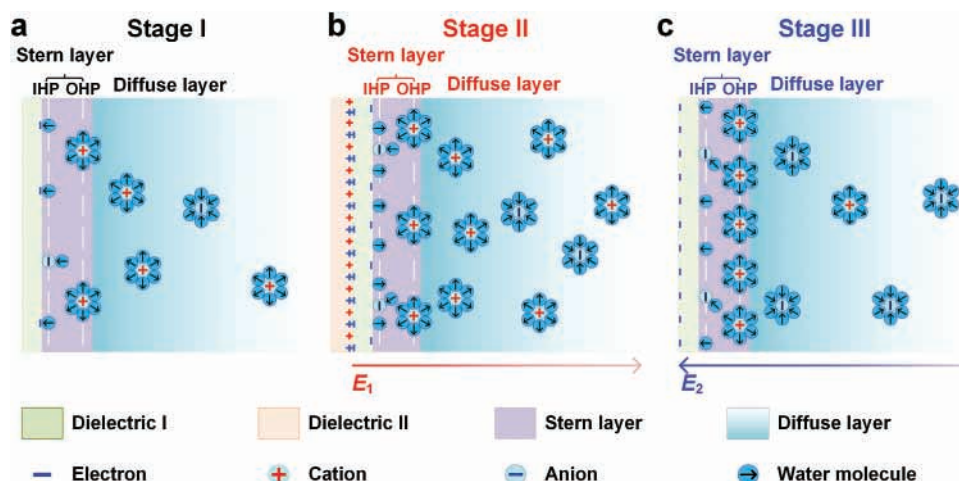 a Stage I
Stern layer
IHP OHP Diffuse layer
b Stage II
Stern layer
IHP OHP Diffuse layer
c Stage III
Stern layer
IHP OHP Diffuse layer
E1
E2
Dielectric I
Dielectric II
Stern layer
Diffuse layer
Electron
Cation
Anion
Water molecule